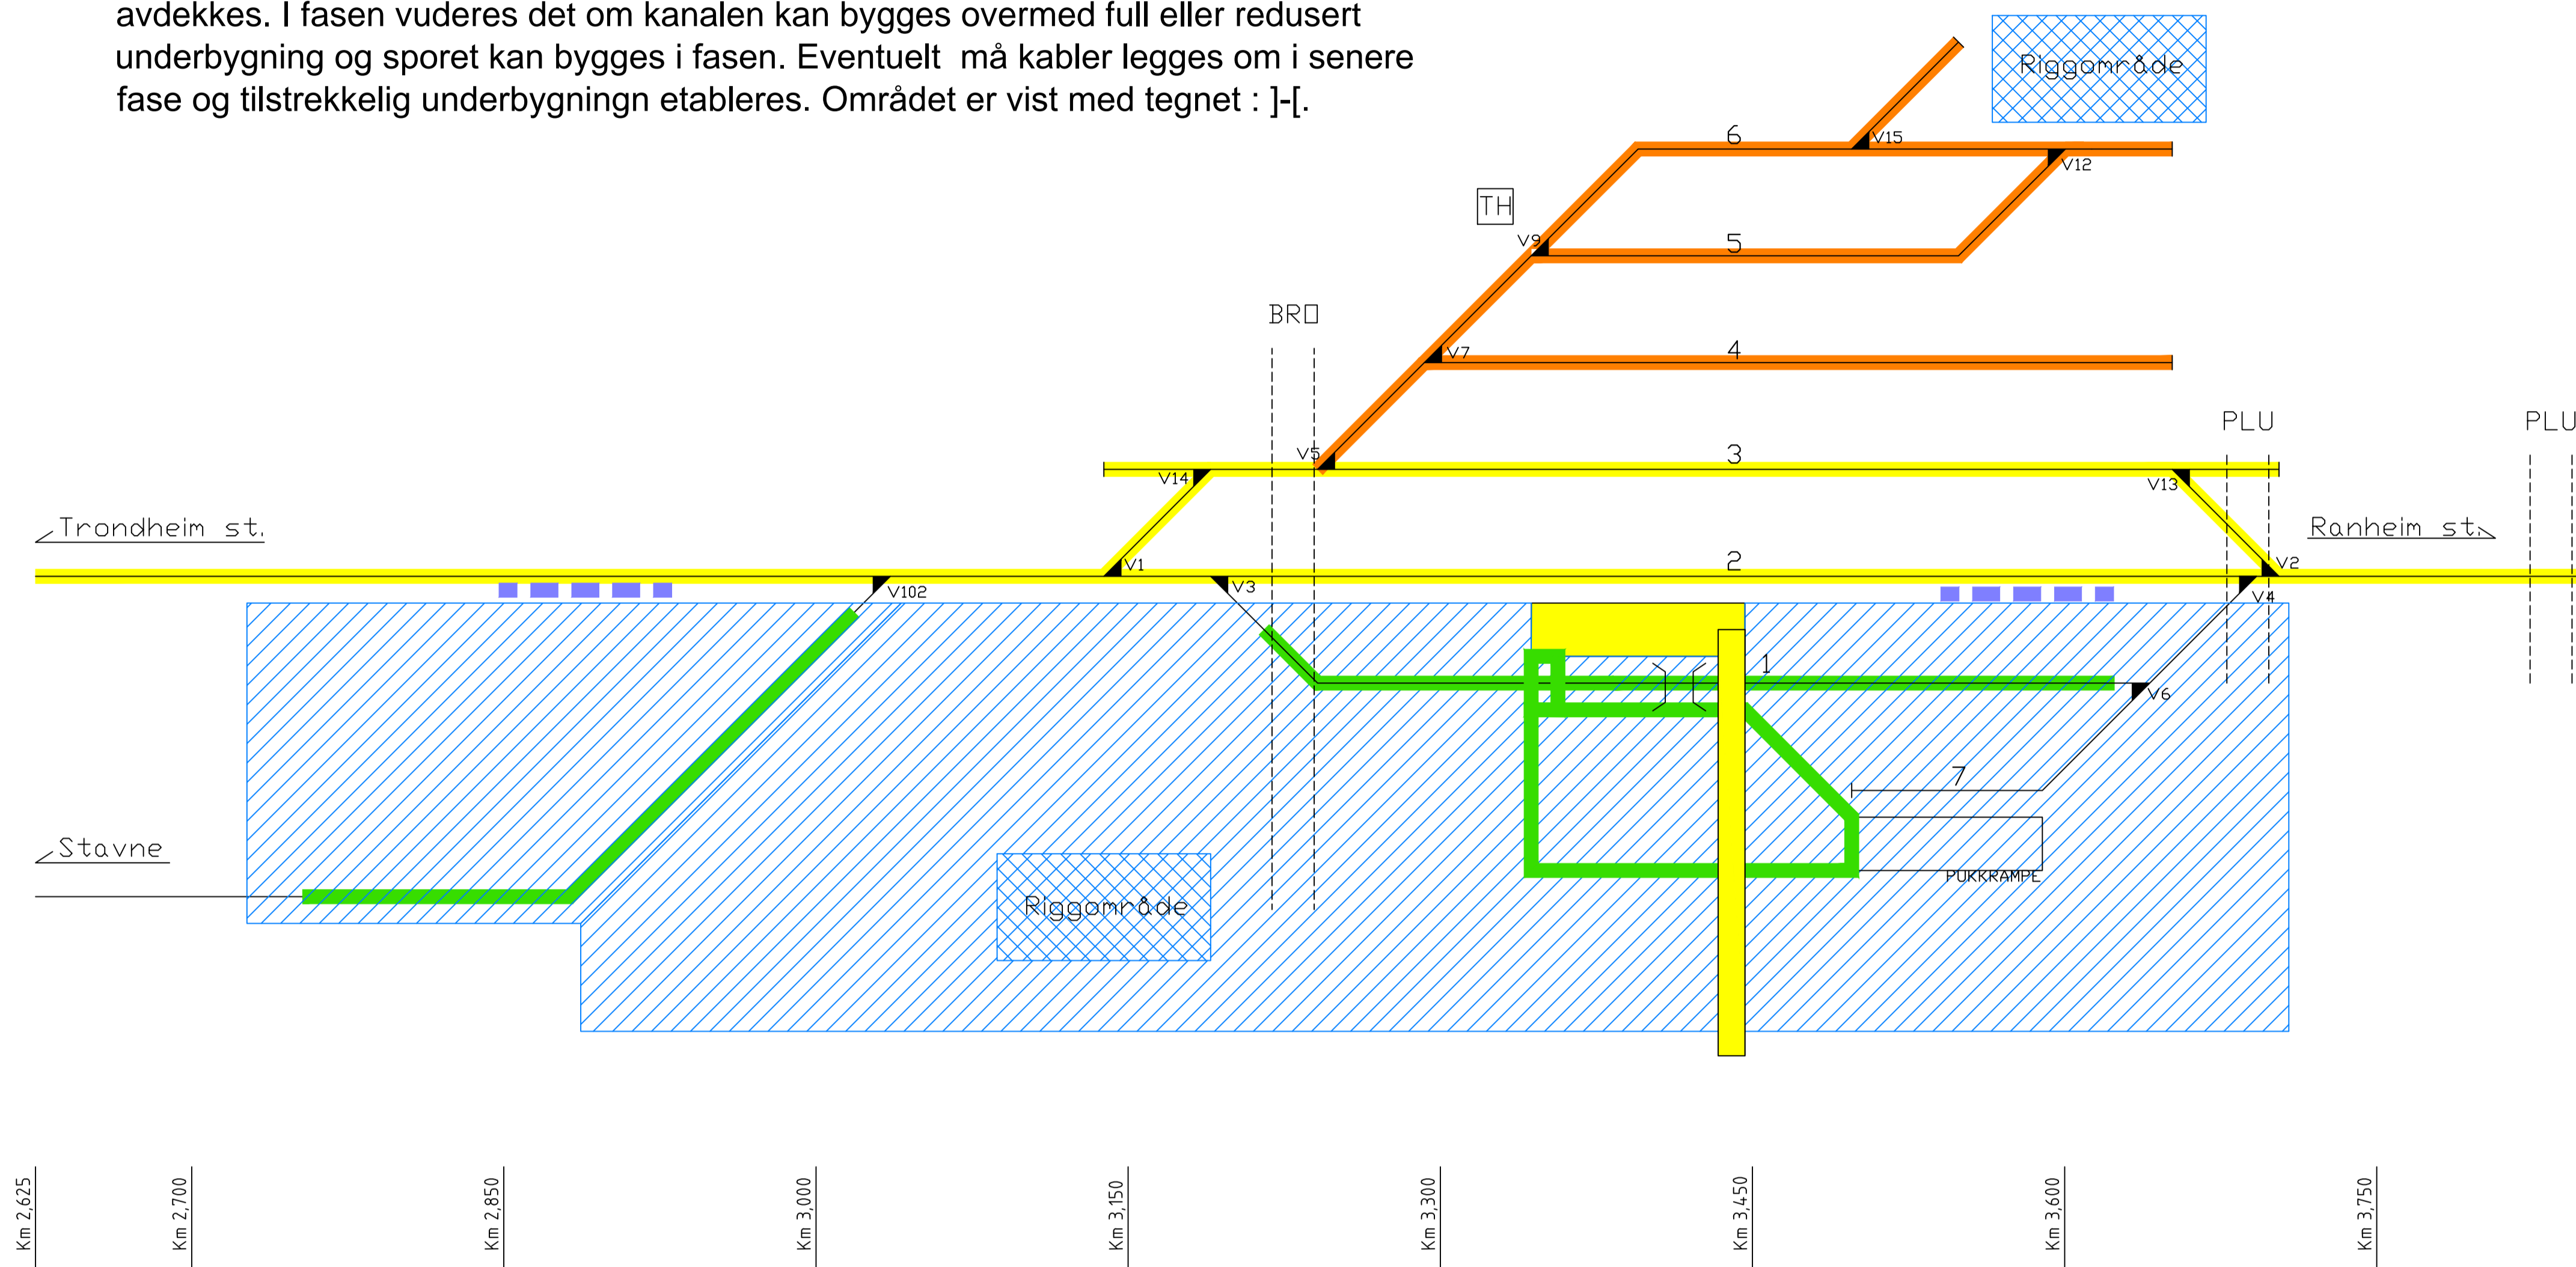 avdekkes. I fasen vuderes det om kanalen kan bygges overmed full eller redusert
underbygning og sporet kan bygges i fasen. Eventuelt  må kabler legges om i senere
fase og tilstrekkelig underbygningn etableres. Området er vist med tegnet : ]-[.
Riggområde
6
V15
V12
TH
V9
5
BRO
4
V7
PLU
PLU
V5
3
V14
V13
Trondheim st.
Ranheim st.
V1
2
V2
V102
V3
V4
1
V6
7
Stavne
PUKKRAMPE
Riggområde
Km 2,625
Km 2,700
Km 2,850
Km 3,000
Km 3,150
Km 3,300
Km 3,450
Km 3,600
Km 3,750